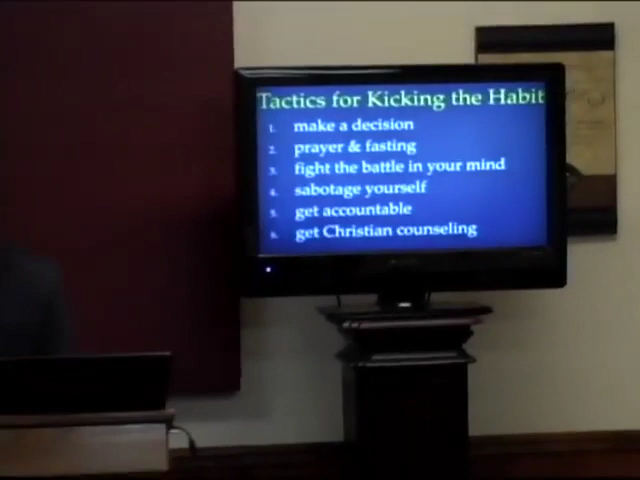 Tactics for Kicking the Habit
1. make a decision
2. prayer & fasting
3. fight the battle in your mind
4. sabotage yourself
5. get accountable
6. get Christian counseling